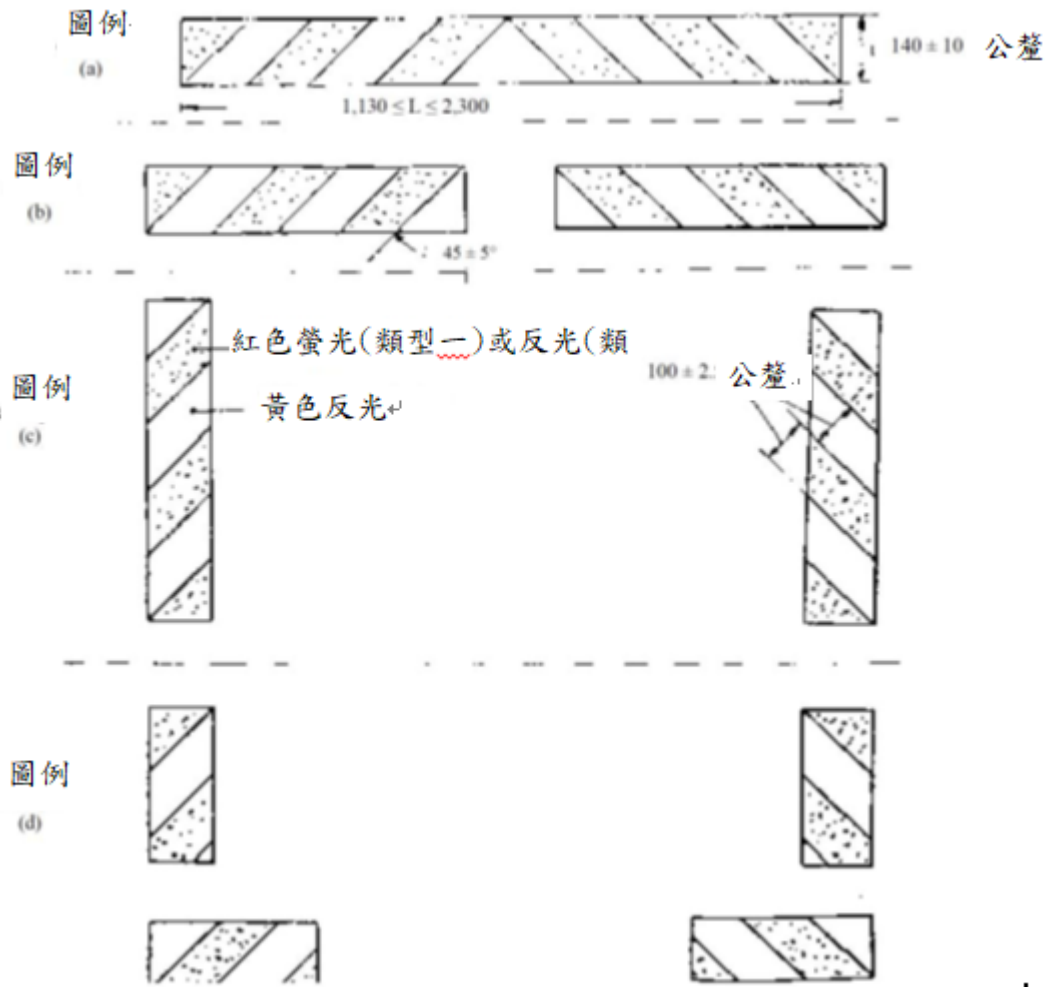 圖例
(a)
140 ± 10 公釐
1,130 ≤ L ≤ 2,300
圖例
(b)
45 ± 5°
紅色螢光(類型一)或反光(類
黃色反光
圖例
(c)
100 ± 2. 公釐
圖例
(d)